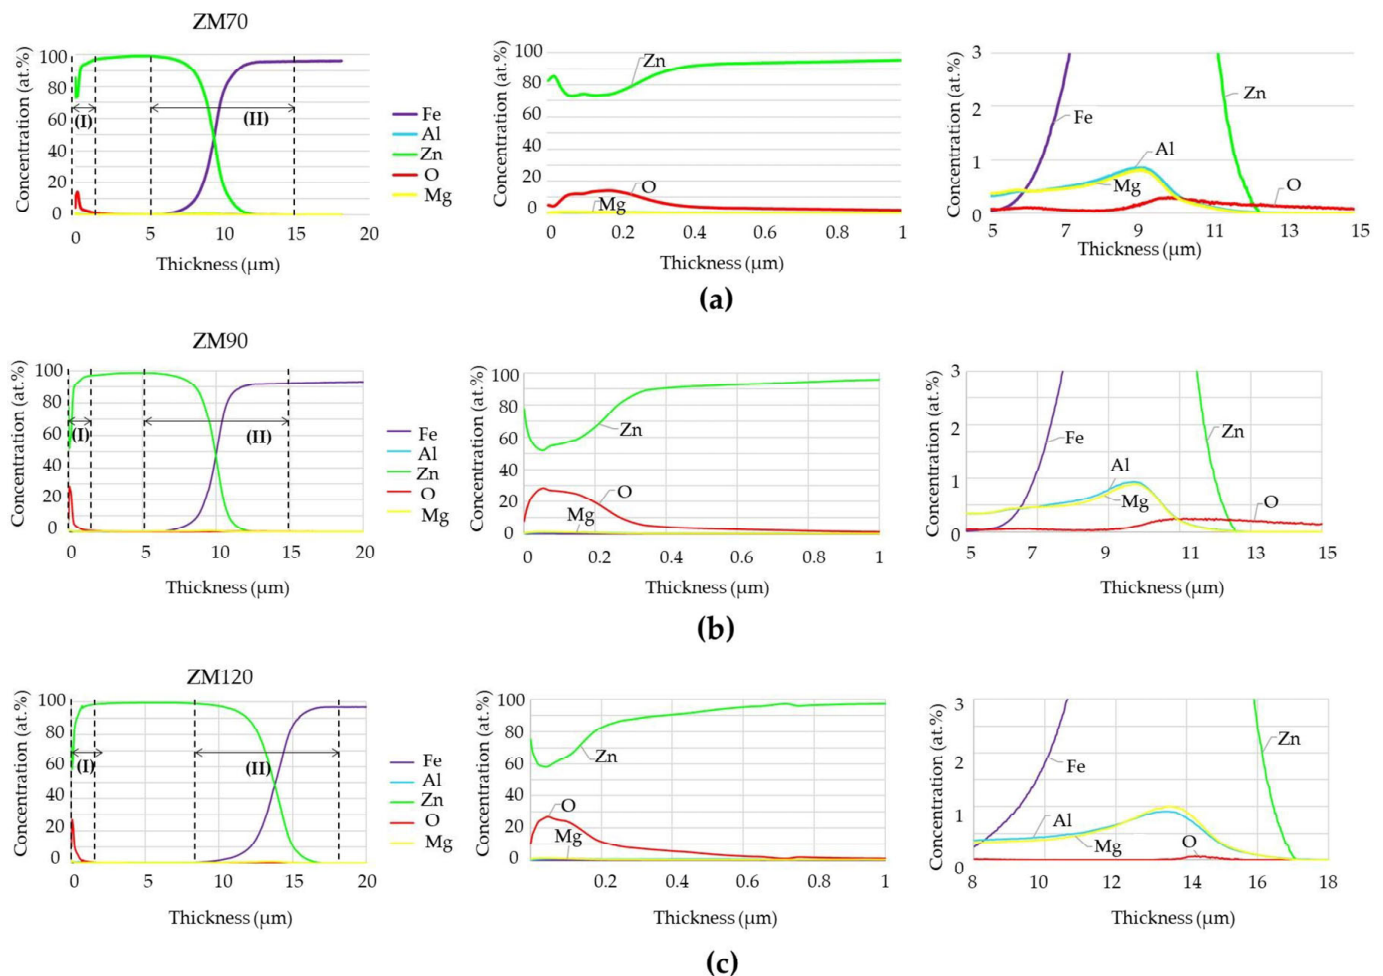 ZM70
Concentration (at.%)
100
80
60
40
20
0
(I)
(II)
0 5 10 15 20
Thickness (µm)
Fe
Al
Zn
O
Mg
Concentration (at.%)
100
80
60
40
20
0
Zn
O
Mg
0 0.2 0.4 0.6 0.8 1
Thickness (µm)
Concentration (at.%)
3
2
1
0
Fe
Zn
Al
Mg
O
5 7 9 11 13 15
Thickness (µm)
(a)
ZM90
Concentration (at.%)
100
80
60
40
20
0
(I)
(II)
0 5 10 15 20
Thickness (µm)
Fe
Al
Zn
O
Mg
Concentration (at.%)
100
80
60
40
20
0
Zn
O
Mg
0 0.2 0.4 0.6 0.8 1
Thickness (µm)
Concentration (at.%)
3
2
1
0
Fe
Zn
Al
Mg
O
5 7 9 11 13 15
Thickness (µm)
(b)
ZM120
Concentration (at.%)
100
80
60
40
20
0
(I)
(II)
0 5 10 15 20
Thickness (µm)
Fe
Al
Zn
O
Mg
Concentration (at.%)
100
80
60
40
20
0
Zn
O
Mg
0.2 0.4 0.6 0.8 1
Thickness (µm)
Concentration (at.%)
3
2
1
0
Fe
Zn
Al
Mg
O
8 10 12 14 16 18
Thickness (µm)
(c)